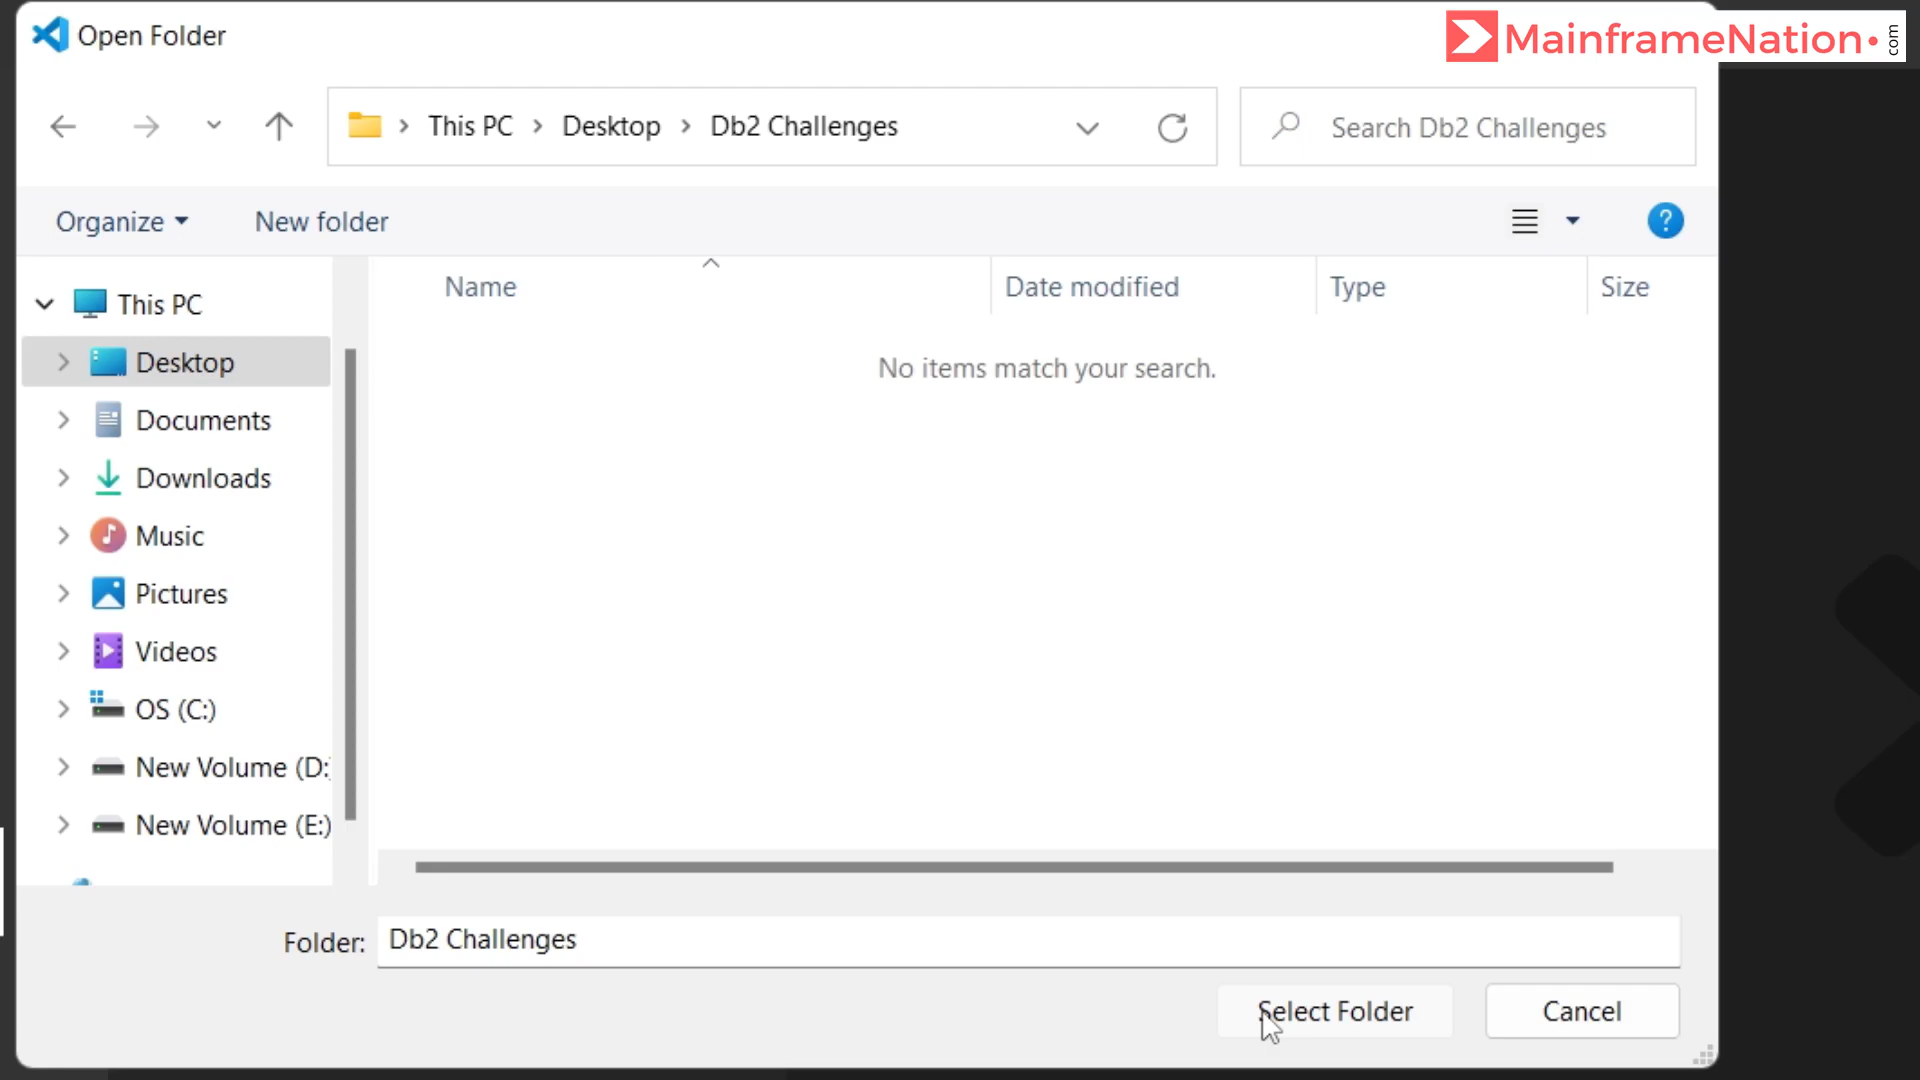 Open Folder
MainframeNation.com
This PC > Desktop > Db2 Challenges
Search Db2 Challenges
Organize
New folder
?
Name
Date modified
Type
Size
This PC
No items match your search.
Desktop
Documents
Downloads
Music
Pictures
Videos
OS (C:)
New Volume (D:
New Volume (E:)
Folder: Db2 Challenges
Select Folder
Cancel